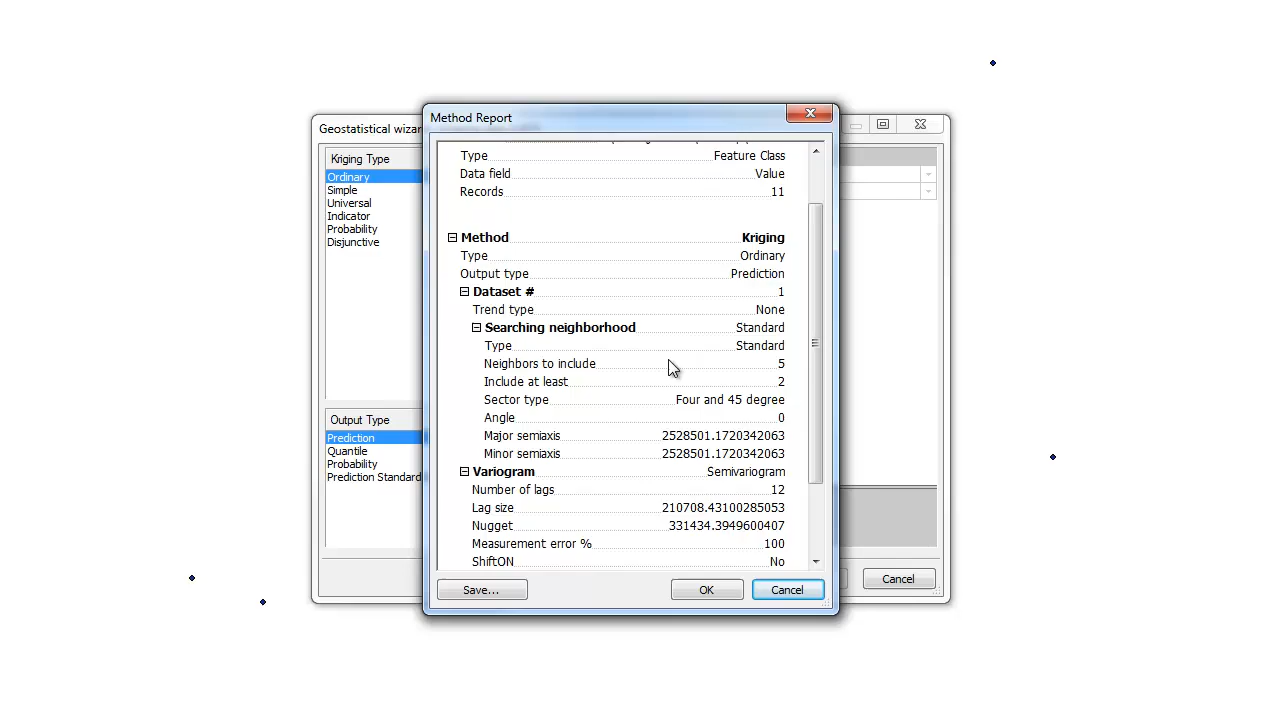 Method Report
Geostatistical wizar
Kriging Type
Ordinary
Simple
Universal
Indicator
Probability
Disjunctive
Output Type
Prediction
Quantile
Probability
Prediction Standard
Type Feature Class
Data field Value
Records 11
Method Kriging
Type Ordinary
Output type Prediction
Dataset # 1
Trend type None
Searching neighborhood Standard
Type Standard
Neighbors to include 5
Include at least 2
Sector type Four and 45 degree
Angle 0
Major semiaxis 2528501.1720342063
Minor semiaxis 2528501.1720342063
Variogram Semivariogram
Number of lags 12
Lag size 210708.43100285053
Nugget 331434.3949600407
Measurement error % 100
ShiftON No
Save...
OK
Cancel
Cancel